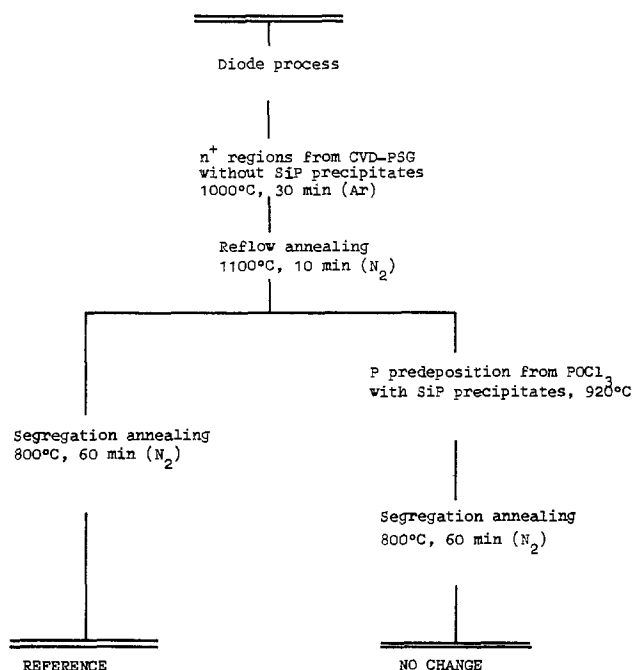 Diode process
n+ regions from CVD-PSG
without SiP precipitates
1000°C, 30 min (Ar)
Reflow annealing
1100°C, 10 min (N2)
P predeposition from POCl3
with SiP precipitates, 920°C
Segregation annealing
800°C, 60 min (N2)
Segregation annealing
800°C, 60 min (N2)
REFERENCE
NO CHANGE